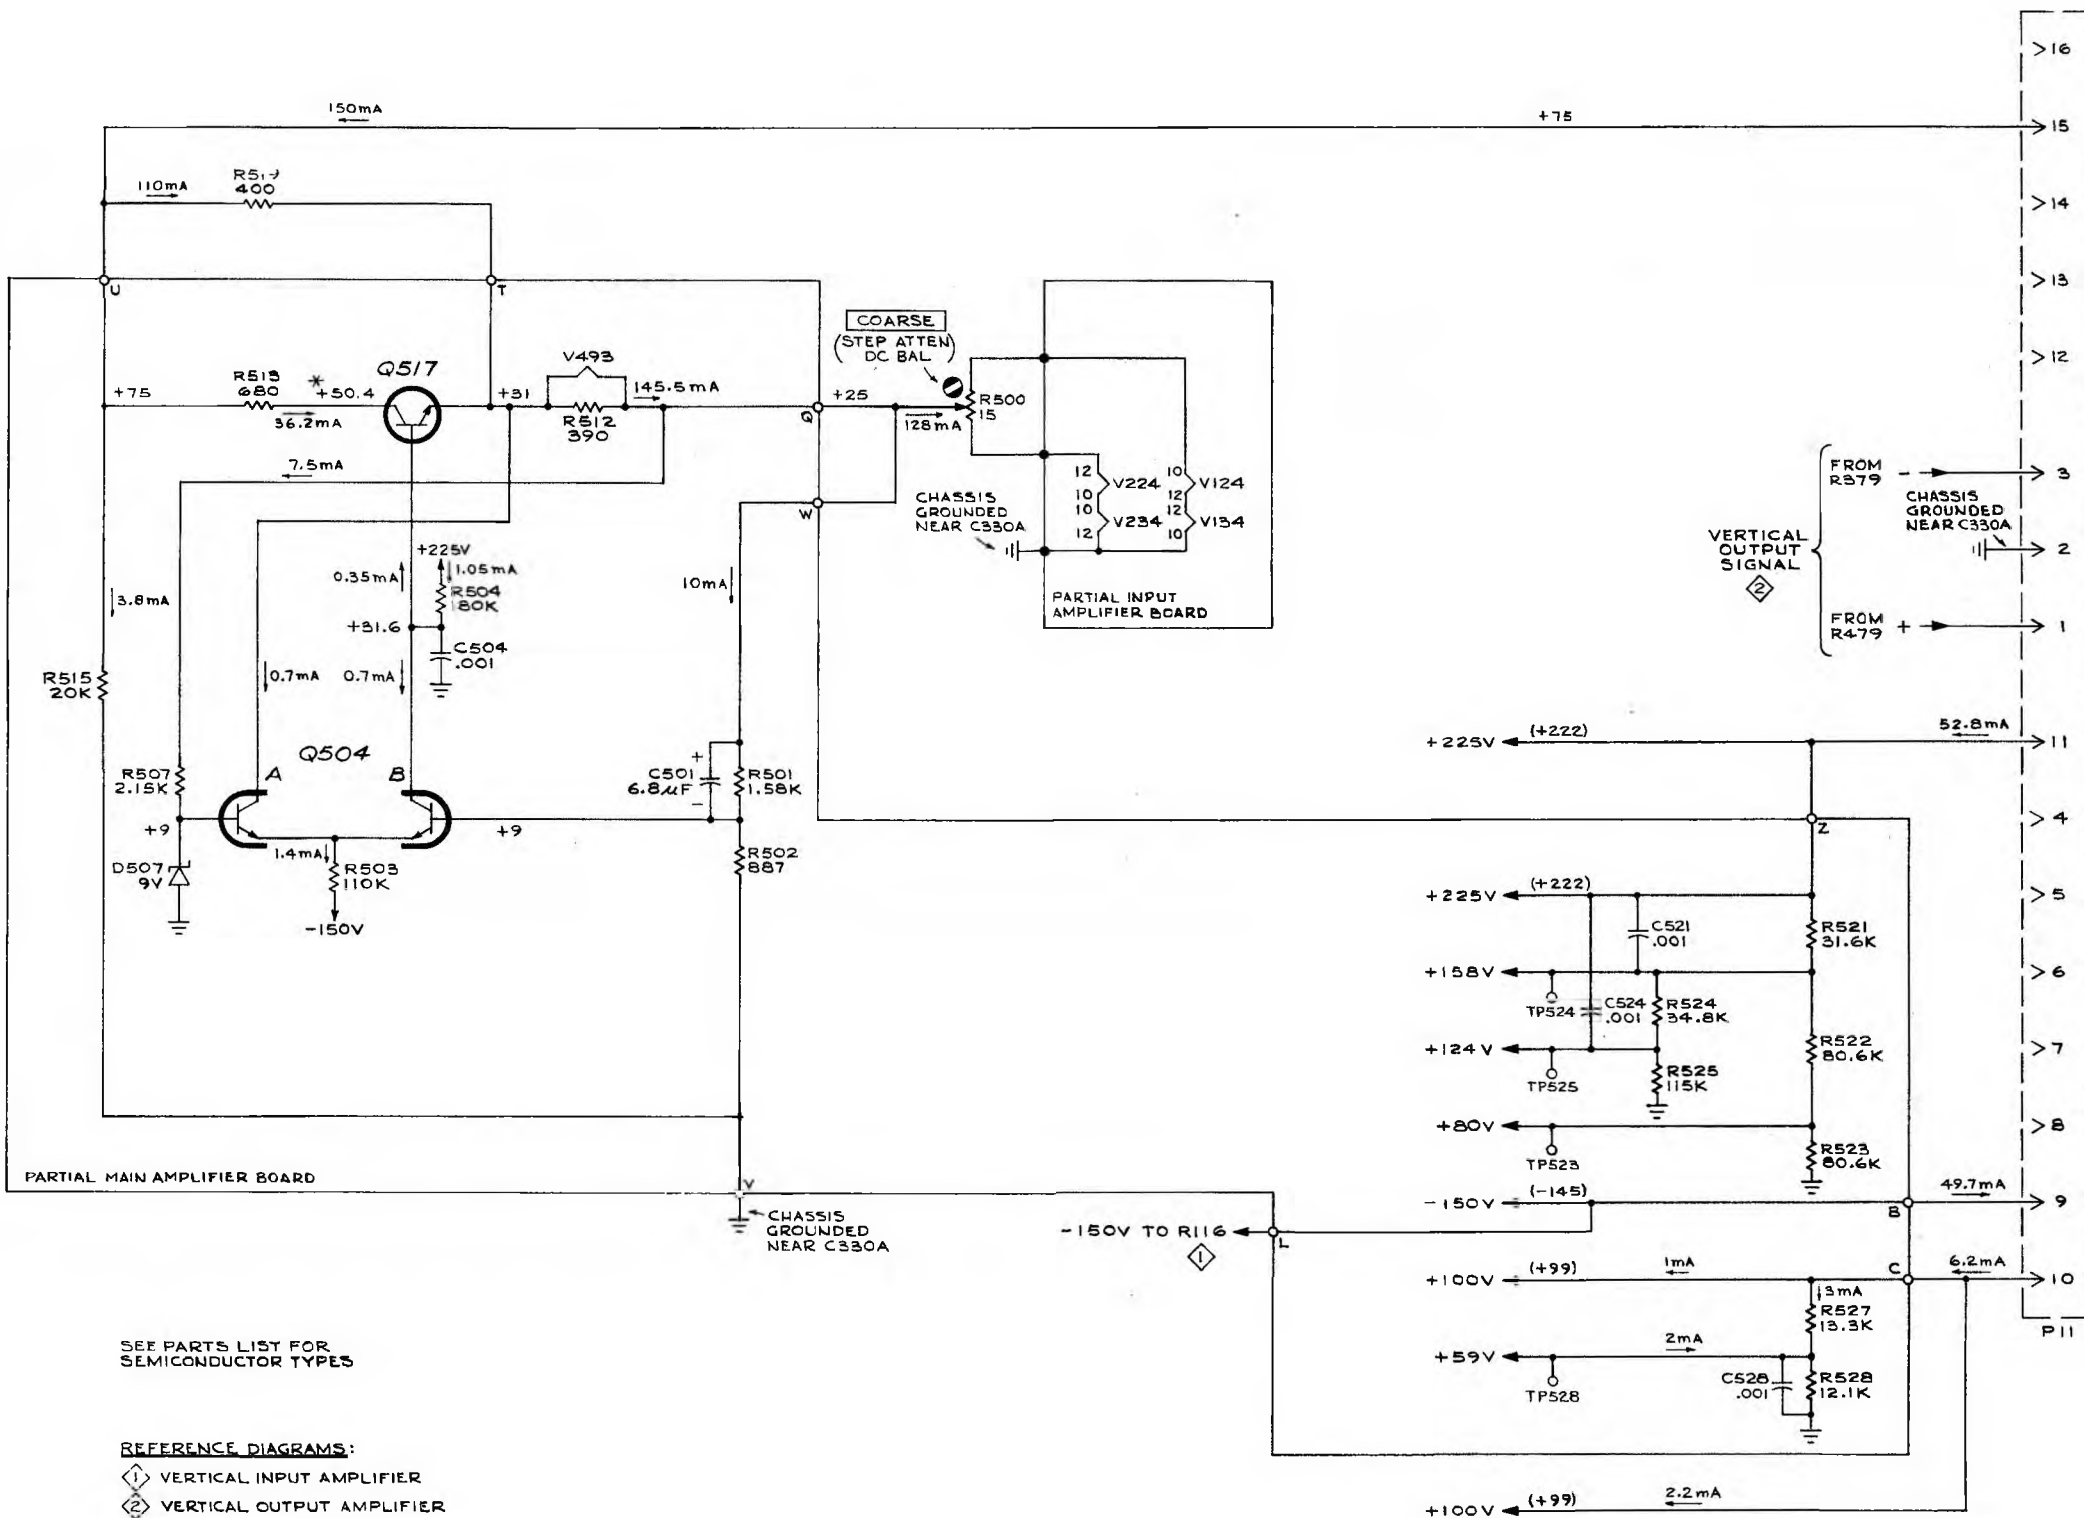 150mA
+75
110mA
R51
400
U
T
COARSE
(STEP ATTEN)
DC BAL
V493
Q517
+75
R513
680
*
+50.4
36.2mA
+31
R512
390
145.5mA
Q
+25
128mA
R500
15
7.5mA
W
CHASSIS
GROUNDED
NEAR C330A
12
V224
10
10
V234
12
10
V124
12
12
V134
10
PARTIAL INPUT
AMPLIFIER BOARD
+225V
1.05mA
0.35mA
R504
180K
+31.6
C504
.001
3.8mA
0.7mA
0.7mA
10mA
R515
20K
Q504
A
B
R507
2.15K
+9
D507
9V
1.4mA
R503
110K
-150V
+9
C501
6.8µF
+
-
R501
1.58K
R502
887
PARTIAL MAIN AMPLIFIER BOARD
V
CHASSIS
GROUNDED
NEAR C330A
VERTICAL
OUTPUT
SIGNAL
2
FROM
R379
-
FROM
R479
+
CHASSIS
GROUNDED
NEAR C330A
+225V
(+222)
52.8mA
Z
+225V
(+222)
C521
.001
R521
31.6K
+158V
TP524
C524
.001
R524
34.8K
+124V
TP525
R525
115K
R522
80.6K
+80V
TP523
R523
80.6K
-150V
(-145)
B
49.7mA
-150V TO R116
1
L
+100V
(+99)
1mA
C
6.2mA
3mA
R527
13.3K
+59V
2mA
TP528
C528
.001
R528
12.1K
+100V
(+99)
2.2mA
16
15
14
13
12
3
2
1
11
4
5
6
7
8
9
10
P11
SEE PARTS LIST FOR
SEMICONDUCTOR TYPES
REFERENCE DIAGRAMS:
1 VERTICAL INPUT AMPLIFIER
2 VERTICAL OUTPUT AMPLIFIER